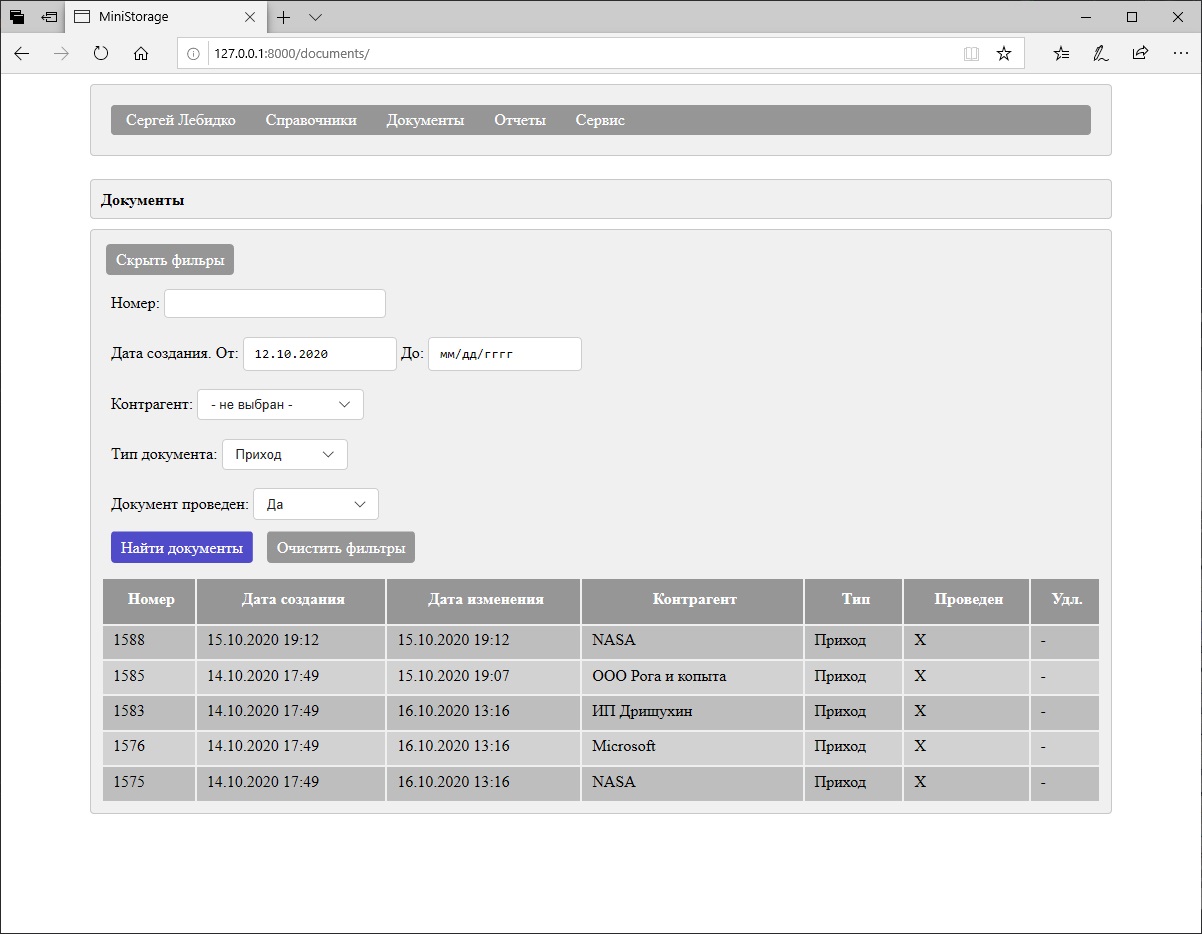 MiniStorage
127.0.0.1:8000/documents/
Сергей Лебидко Справочники Документы Отчеты Сервис
Документы
Скрыть фильры
Номер:
Дата создания. От: 12.10.2020 До: мм/дд/гггг
Контрагент: - не выбран -
Тип документа: Приход
Документ проведен: Да
Найти документы Очистить фильтры
Номер Дата создания Дата изменения Контрагент Тип Проведен Удл.
1588 15.10.2020 19:12 15.10.2020 19:12 NASA Приход X -
1585 14.10.2020 17:49 15.10.2020 19:07 ООО Рога и копыта Приход X -
1583 14.10.2020 17:49 16.10.2020 13:16 ИП Дрищухин Приход X -
1576 14.10.2020 17:49 16.10.2020 13:16 Microsoft Приход X -
1575 14.10.2020 17:49 16.10.2020 13:16 NASA Приход X -